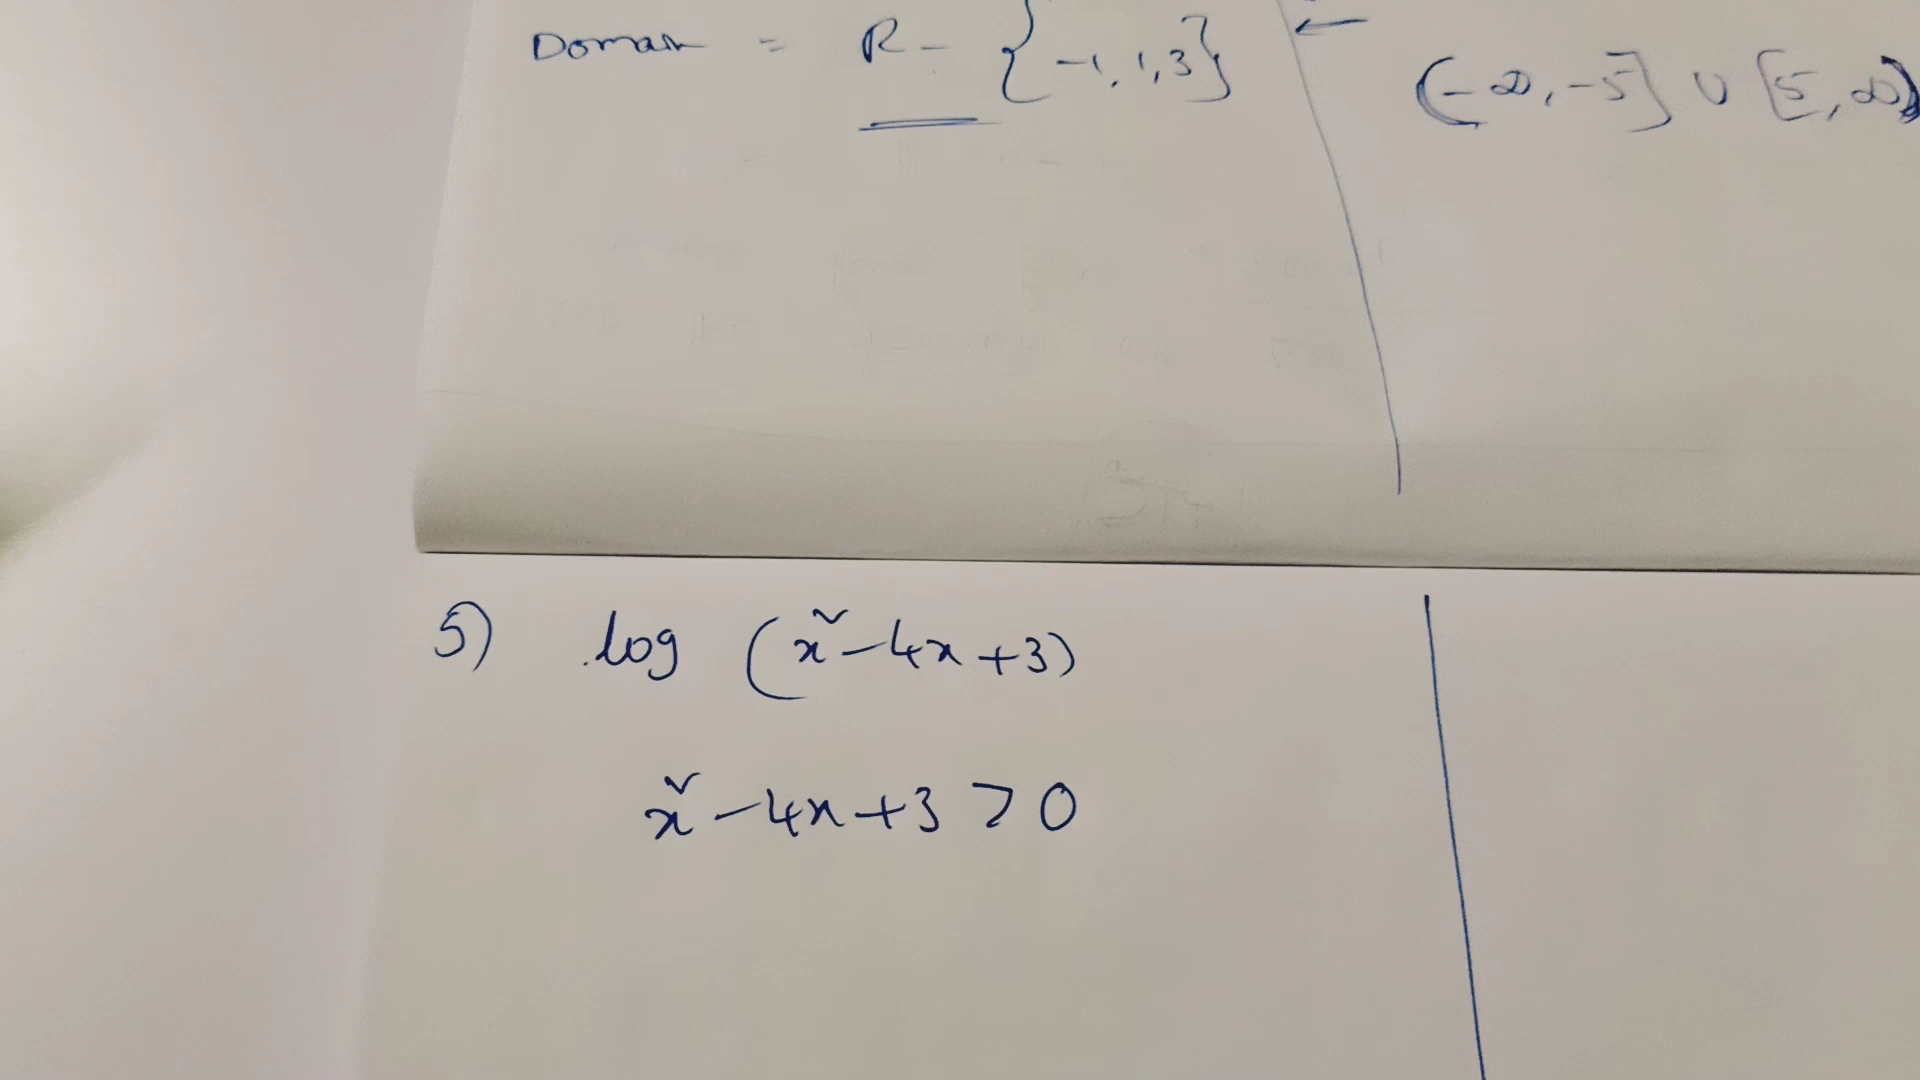 Domain = R - {-1, 1, 3}
(-∞, -5] ∪ [5, ∞)
5) log (x² - 4x + 3)
x² - 4x + 3 > 0